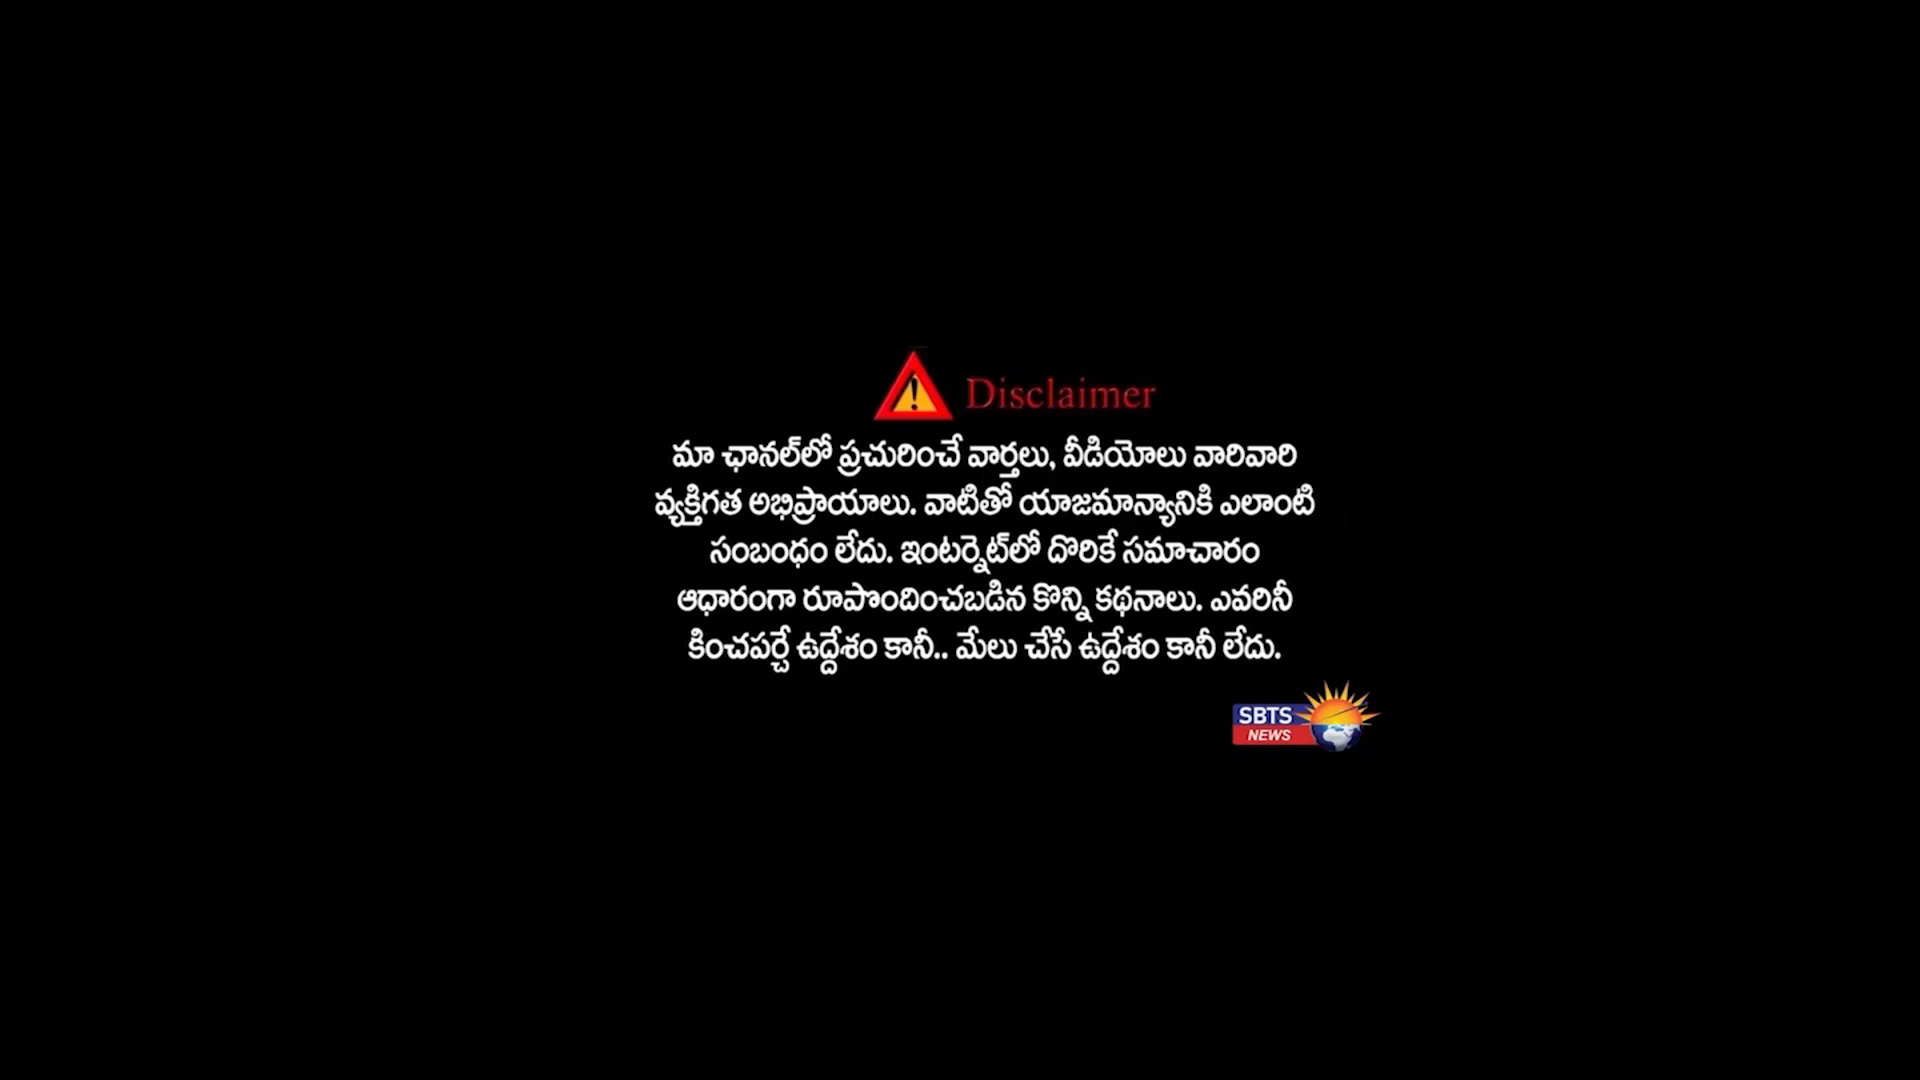 Disclaimer
మా ఛానల్‌లో ప్రచురించే వార్తలు, వీడియోలు వారివారి
వ్యక్తిగత అభిప్రాయాలు. వాటితో యాజమాన్యానికి ఎలాంటి
సంబంధం లేదు. ఇంటర్నెట్‌లో దొరికే సమాచారం
ఆధారంగా రూపొందించబడిన కొన్ని కథనాలు. ఎవరినీ
కించపర్చే ఉద్దేశం కానీ.. మేలు చేసే ఉద్దేశం కానీ లేదు.
SBTS
NEWS